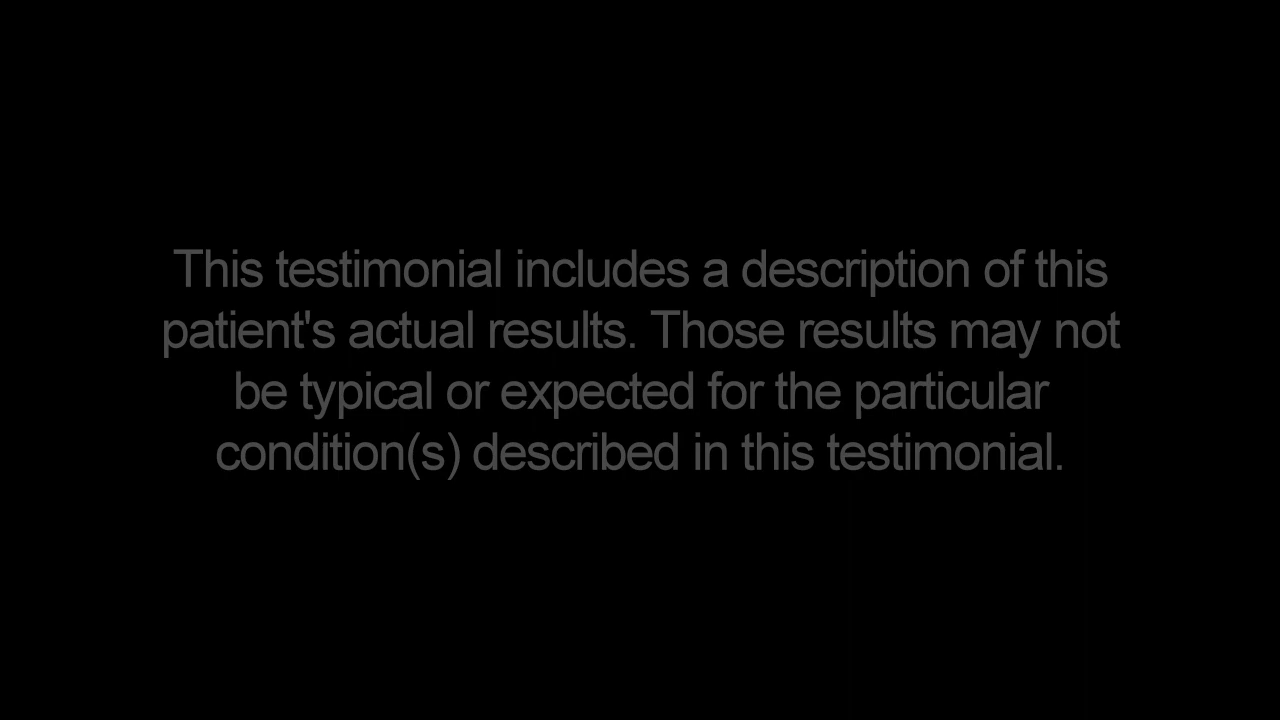 This testimonial includes a description of this
patient's actual results. Those results may not
be typical or expected for the particular
condition(s) described in this testimonial.